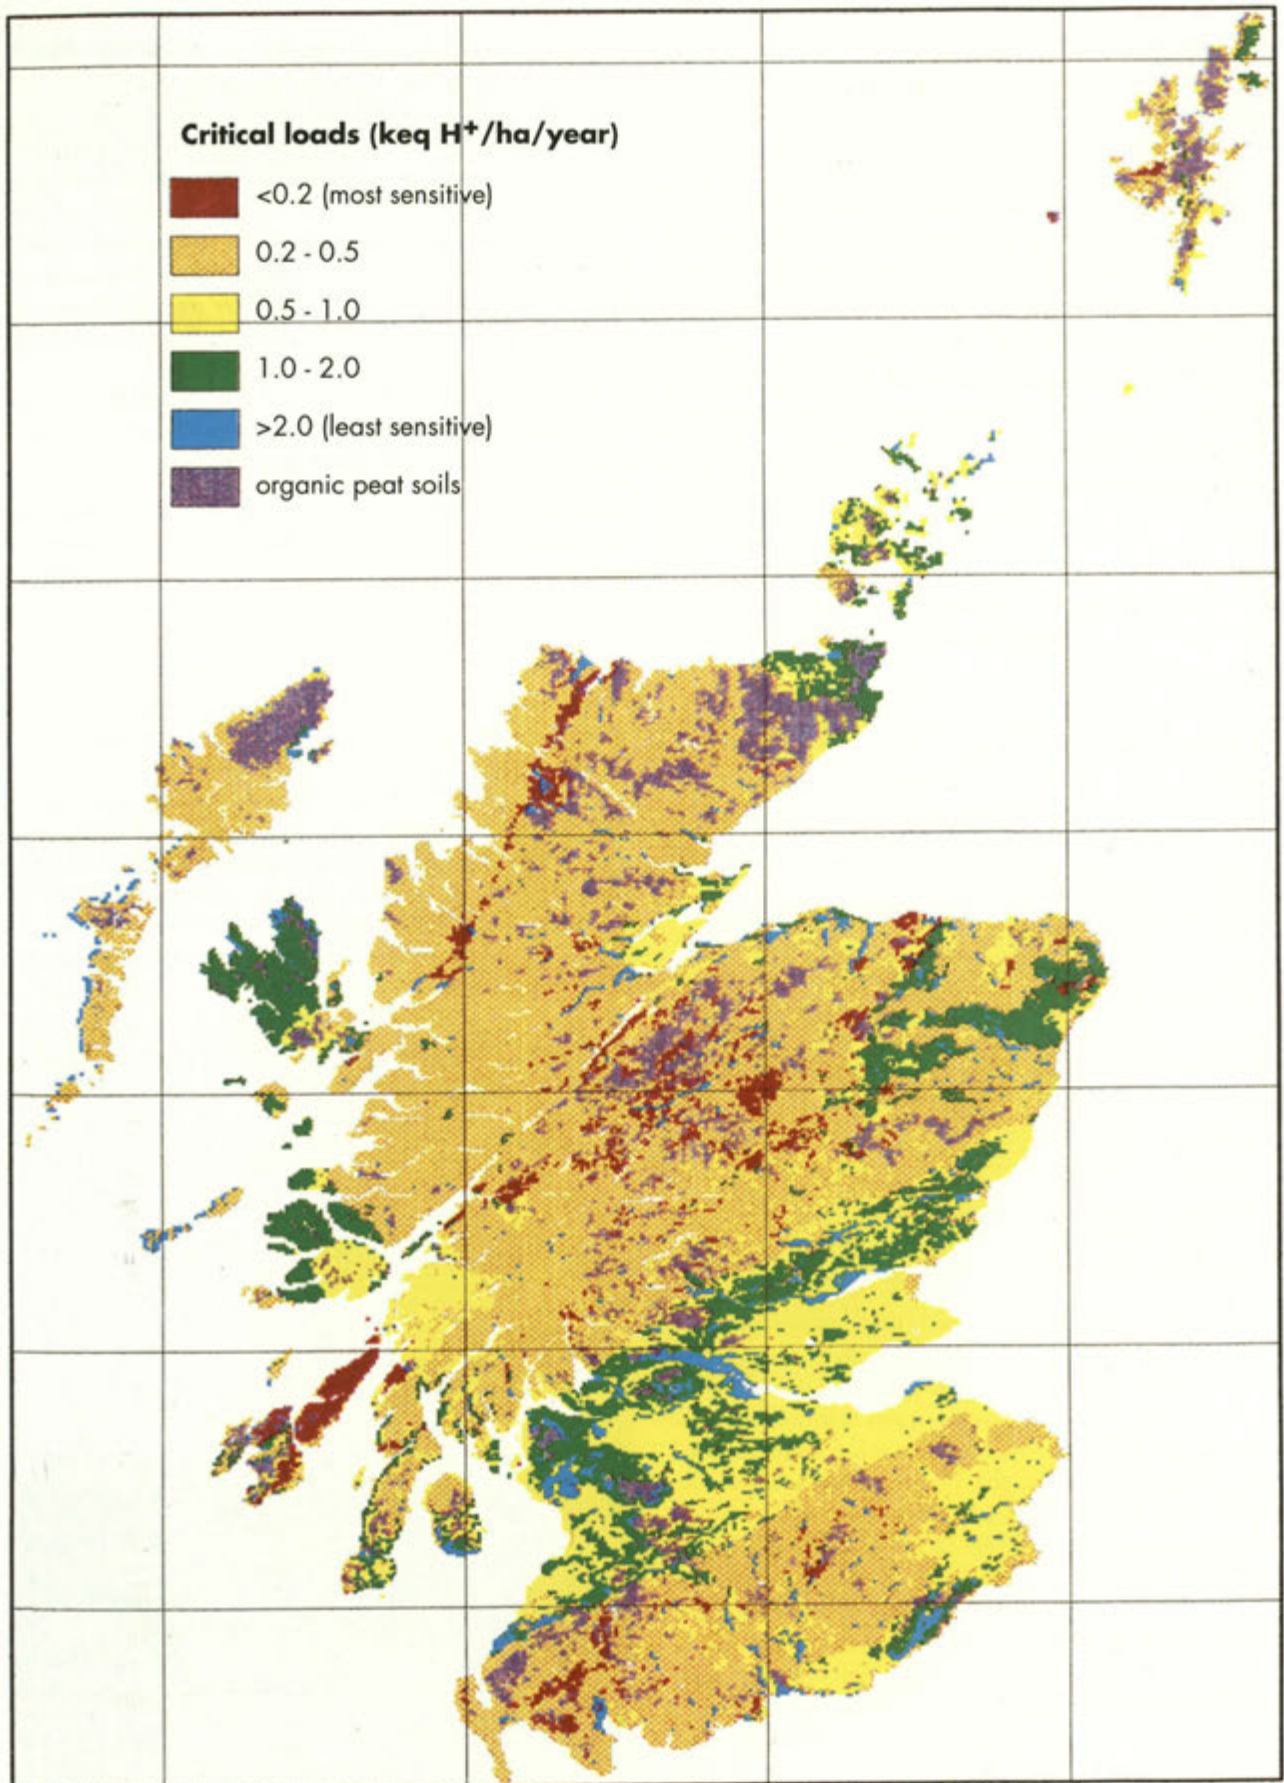 Critical loads (keq H⁺/ha/year)
<0.2 (most sensitive)
0.2 - 0.5
0.5 - 1.0
1.0 - 2.0
>2.0 (least sensitive)
organic peat soils